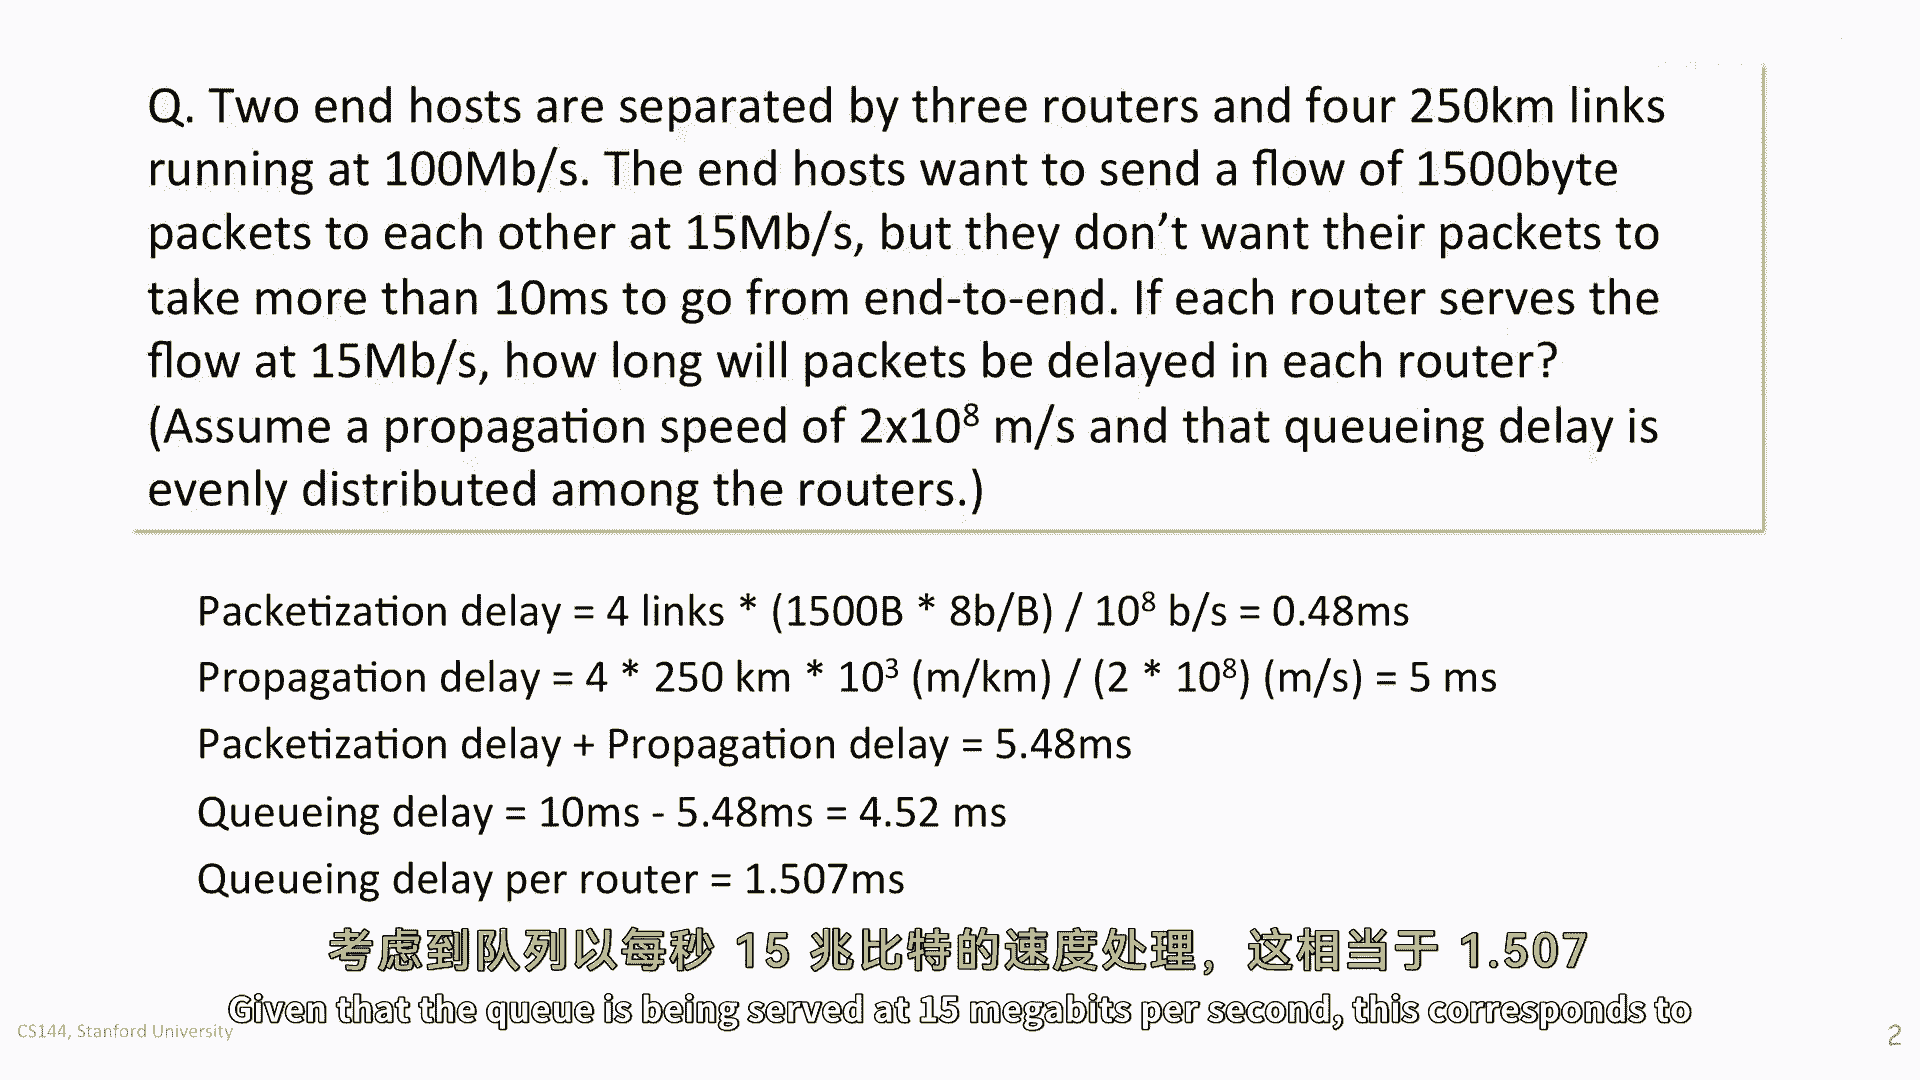 Q. Two end hosts are separated by three routers and four 250km links
running at 100Mb/s. The end hosts want to send a flow of 1500byte
packets to each other at 15Mb/s, but they don’t want their packets to
take more than 10ms to go from end-to-end. If each router serves the
flow at 15Mb/s, how long will packets be delayed in each router?
(Assume a propagation speed of 2x10⁸ m/s and that queueing delay is
evenly distributed among the routers.)
Packetization delay = 4 links * (1500B * 8b/B) / 10⁸ b/s = 0.48ms
Propagation delay = 4 * 250 km * 10³ (m/km) / (2 * 10⁸) (m/s) = 5 ms
Packetization delay + Propagation delay = 5.48ms
Queueing delay = 10ms - 5.48ms = 4.52 ms
Queueing delay per router = 1.507ms
考虑到队列以每秒 15 兆比特的速度处理，这相当于 1.507
Given that the queue is being served at 15 megabits per second, this corresponds to
CS144, Stanford University
2